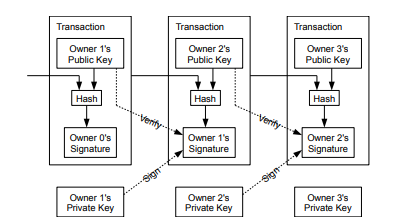 Transaction
Owner 1's
Public Key
Hash
Owner 0's
Signature
Owner 1's
Private Key
Transaction
Owner 2's
Public Key
Hash
Verify
Owner 1's
Signature
Sign
Owner 2's
Private Key
Transaction
Owner 3's
Public Key
Hash
Verify
Owner 2's
Signature
Sign
Owner 3's
Private Key